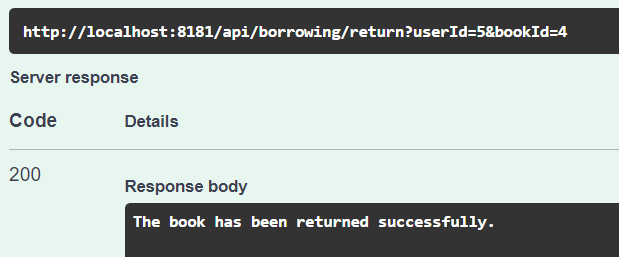 http://localhost:8181/api/borrowing/return?userId=5&bookId=4
Server response
Code Details
200
Response body
The book has been returned successfully.